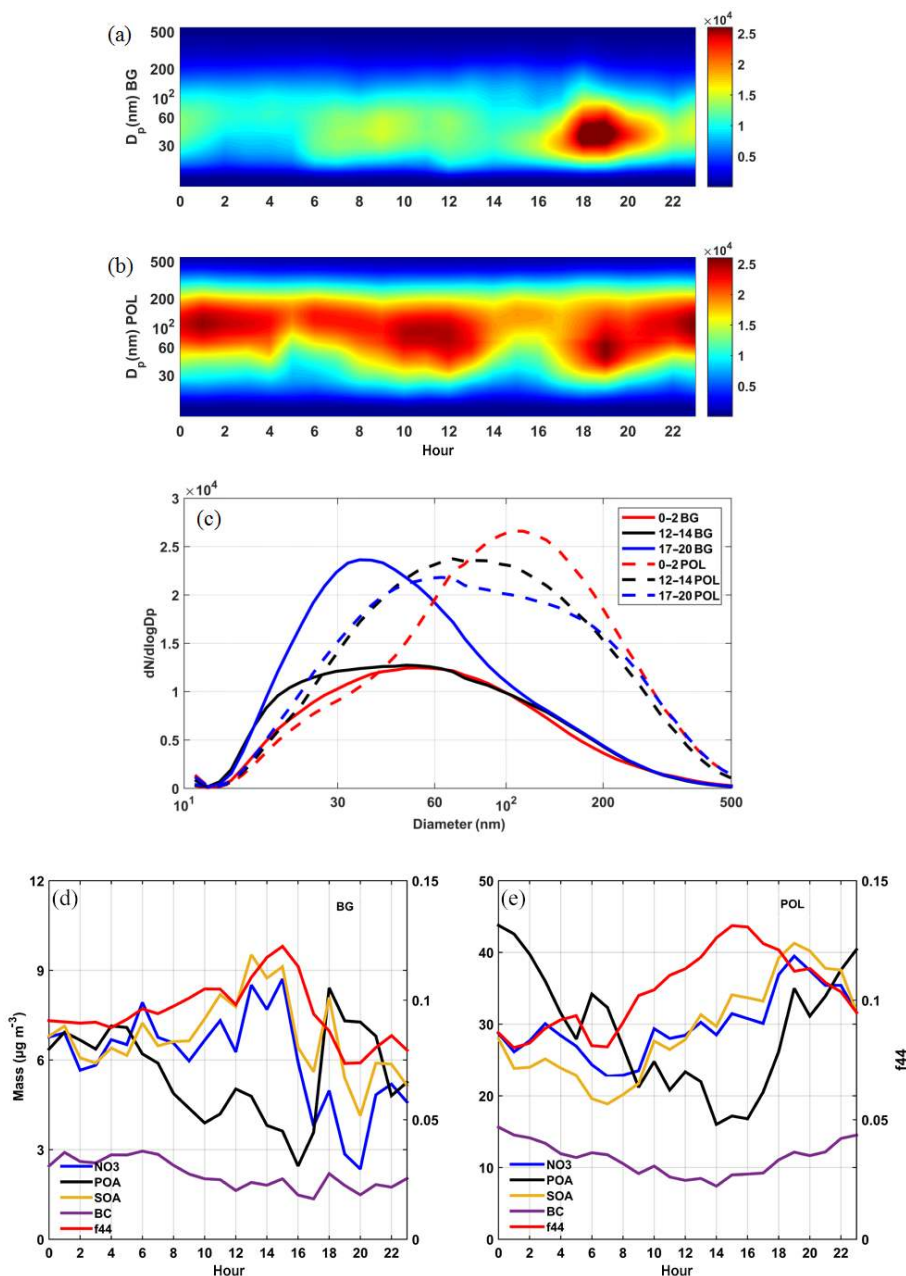 (a)
D_p(nm) BG
500
200
10²
60
30
0 2 4 6 8 10 12 14 16 18 20 22
×10⁴
2.5
2
1.5
1
0.5
(b)
D_p(nm) POL
500
200
10²
60
30
0 2 4 6 8 10 12 14 16 18 20 22
Hour
×10⁴
2.5
2
1.5
1
0.5
(c)
×10⁴
dN/dlogDp
3
2.5
2
1.5
1
0.5
0
10¹ 30 60 10² 200 500
Diameter (nm)
0–2 BG
12–14 BG
17–20 BG
0–2 POL
12–14 POL
17–20 POL
(d)
BG
Mass (µg m⁻³)
12
9
6
3
0
0.15
0.1
0.05
0
NO3
POA
SOA
BC
f44
0 2 4 6 8 10 12 14 16 18 20 22
Hour
(e)
POL
50
40
30
20
10
0
0.15
0.1
0.05
0
f44
NO3
POA
SOA
BC
f44
0 2 4 6 8 10 12 14 16 18 20 22
Hour